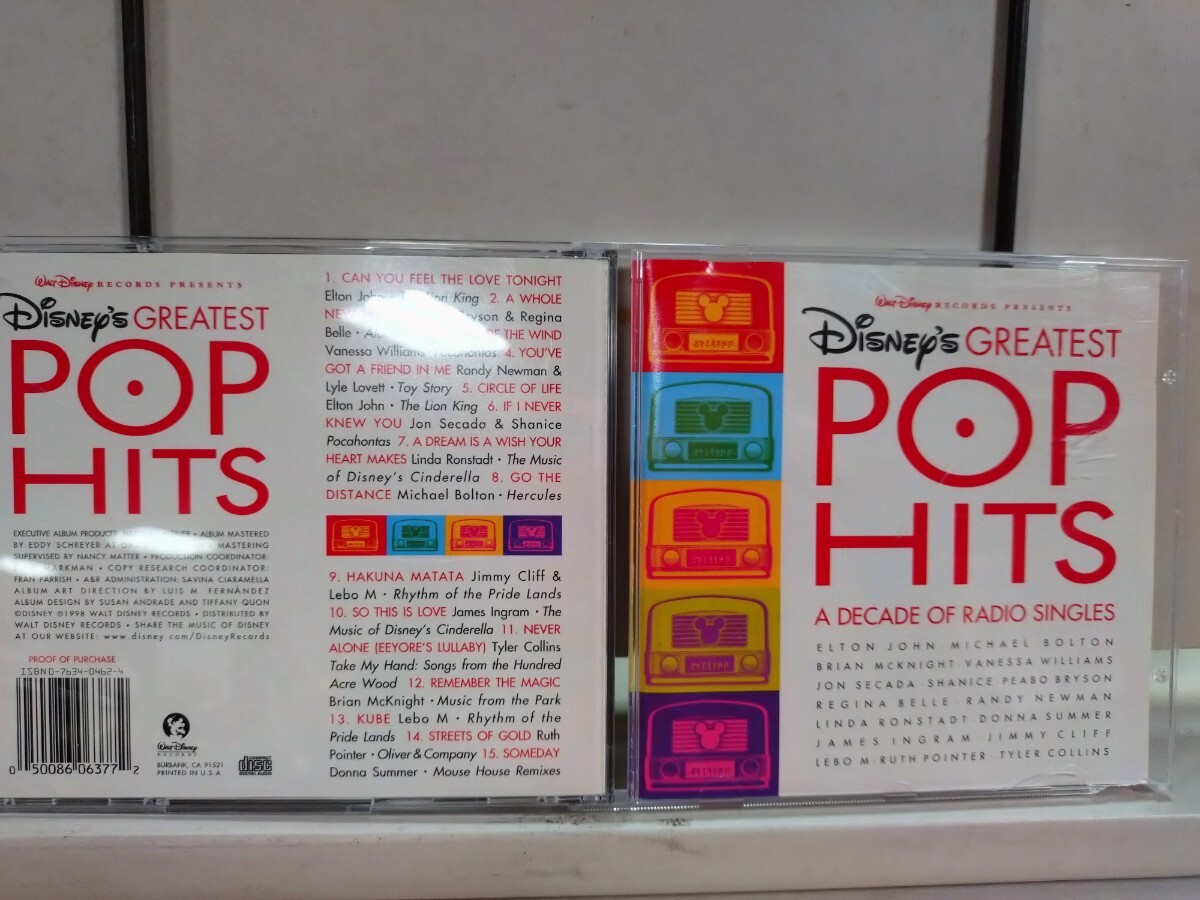 Walt Disney RECORDS PRESENTS
Disney's GREATEST
POP
HITS
EXECUTIVE ALBUM PRODUCER • ALBUM MASTERED
BY EDDY SCHREYER AT MASTERING
SUPERVISED BY NANCY MATTER • PRODUCTION COORDINATOR:
MARKMAN • COPY RESEARCH COORDINATOR:
FRAN PARRISH • A&R ADMINISTRATION: SAVINA CIARAMELLA
ALBUM ART DIRECTION BY LUIS M. FERNÁNDEZ
ALBUM DESIGN BY SUSAN ANDRADE AND TIFFANY QUON
©DISNEY ℗1998 WALT DISNEY RECORDS • DISTRIBUTED BY
WALT DISNEY RECORDS • SHARE THE MUSIC OF DISNEY
AT OUR WEBSITE: www.disney.com/DisneyRecords
PROOF OF PURCHASE
ISBN 0-7634-0462-4
0 50086 06377 2
Walt Disney
RECORDS
BURBANK, CA 91521
PRINTED IN U.S.A
disc
DIGITAL AUDIO
1. CAN YOU FEEL THE LOVE TONIGHT
Elton John Lion King 2. A WHOLE
NEW Bryson & Regina
Belle • OF THE WIND
Vanessa Williams • Pocahontas 4. YOU'VE
GOT A FRIEND IN ME Randy Newman &
Lyle Lovett • Toy Story 5. CIRCLE OF LIFE
Elton John • The Lion King 6. IF I NEVER
KNEW YOU Jon Secada & Shanice
Pocahontas 7. A DREAM IS A WISH YOUR
HEART MAKES Linda Ronstadt • The Music
of Disney's Cinderella 8. GO THE
DISTANCE Michael Bolton • Hercules
9. HAKUNA MATATA Jimmy Cliff &
Lebo M • Rhythm of the Pride Lands
10. SO THIS IS LOVE James Ingram • The
Music of Disney's Cinderella 11. NEVER
ALONE (EEYORE'S LULLABY) Tyler Collins
Take My Hand: Songs from the Hundred
Acre Wood 12. REMEMBER THE MAGIC
Brian McKnight • Music from the Park
13. KUBE Lebo M • Rhythm of the
Pride Lands 14. STREETS OF GOLD Ruth
Pointer • Oliver & Company 15. SOMEDAY
Donna Summer • Mouse House Remixes
Walt Disney RECORDS PRESENTS
Disney's GREATEST
POP
HITS
A DECADE OF RADIO SINGLES
ELTON JOHN · MICHAEL BOLTON
BRIAN MCKNIGHT · VANESSA WILLIAMS
JON SECADA · SHANICE PEABO BRYSON
REGINA BELLE · RANDY NEWMAN
LINDA RONSTADT · DONNA SUMMER
JAMES INGRAM · JIMMY CLIFF
LEBO M · RUTH POINTER · TYLER COLLINS